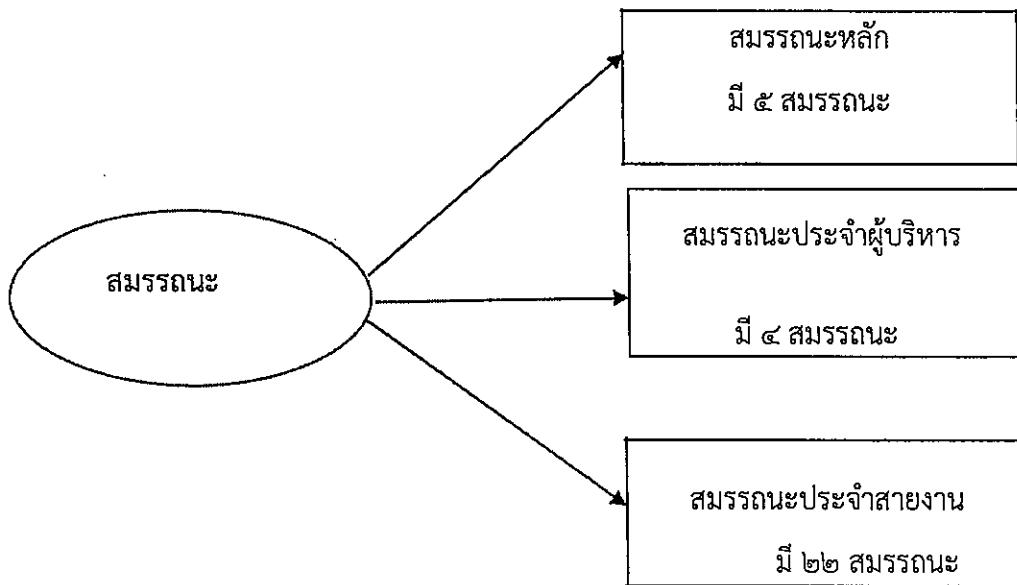 สมรรถนะ
สมรรถนะหลัก
มี ๕ สมรรถนะ
สมรรถนะประจำผู้บริหาร
มี ๔ สมรรถนะ
สมรรถนะประจำสายงาน
มี ๒๒ สมรรถนะ